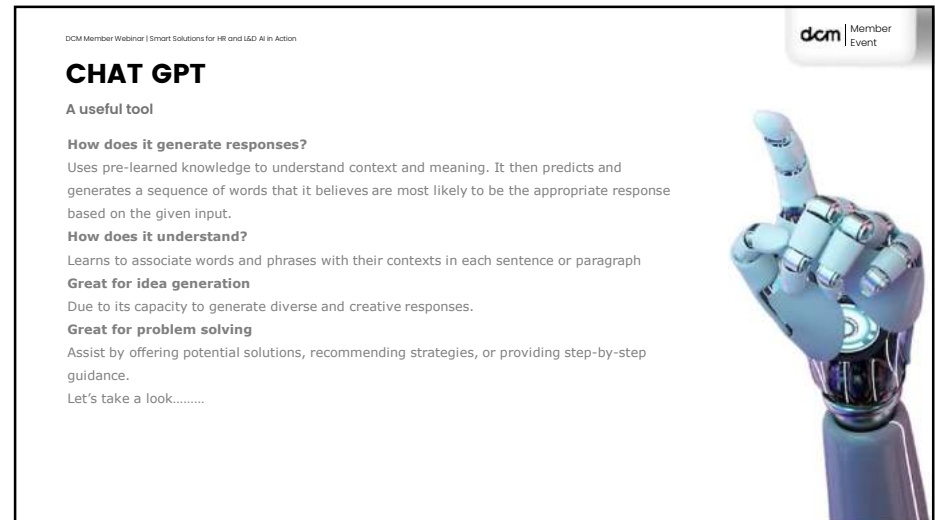 DCM Member Webinar | Smart Solutions for HR and L&D AI in Action
dcm | Member
Event
CHAT GPT
A useful tool
How does it generate responses?
Uses pre-learned knowledge to understand context and meaning. It then predicts and
generates a sequence of words that it believes are most likely to be the appropriate response
based on the given input.
How does it understand?
Learns to associate words and phrases with their contexts in each sentence or paragraph
Great for idea generation
Due to its capacity to generate diverse and creative responses.
Great for problem solving
Assist by offering potential solutions, recommending strategies, or providing step-by-step
guidance.
Let’s take a look………